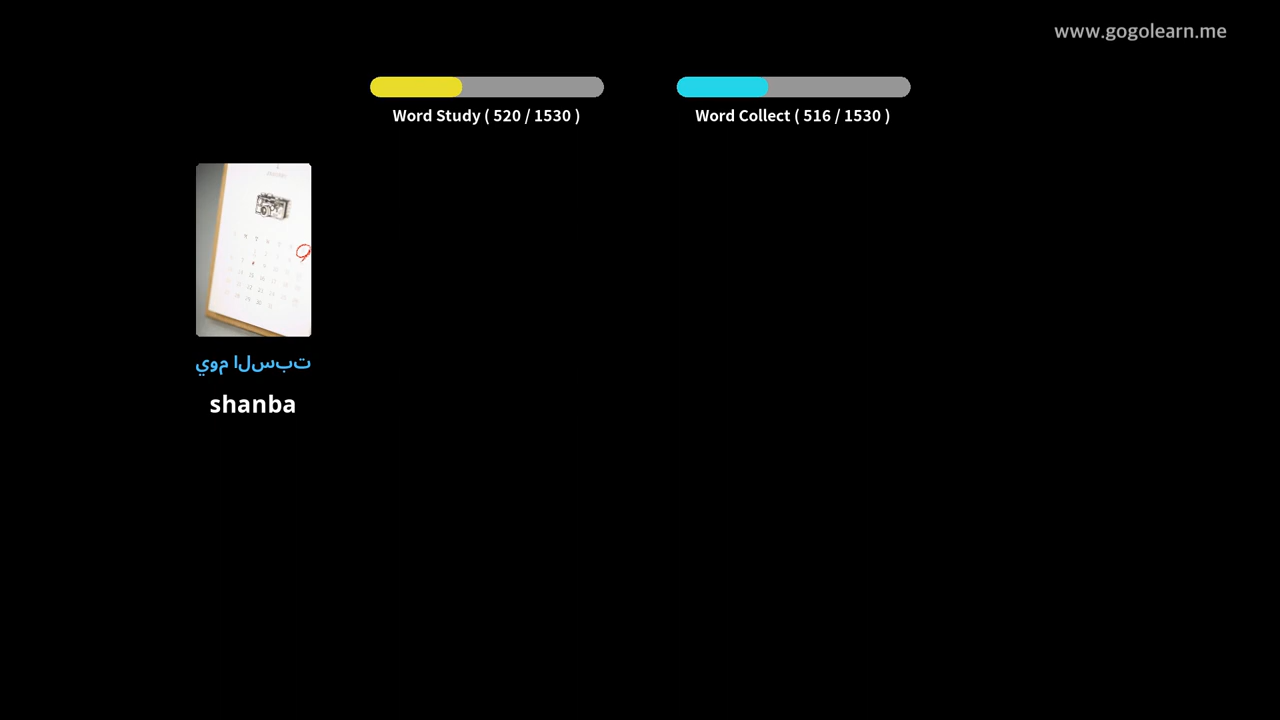 www.gogolearn.me
Word Study ( 520 / 1530 )
Word Collect ( 516 / 1530 )
يوم السبت
shanba